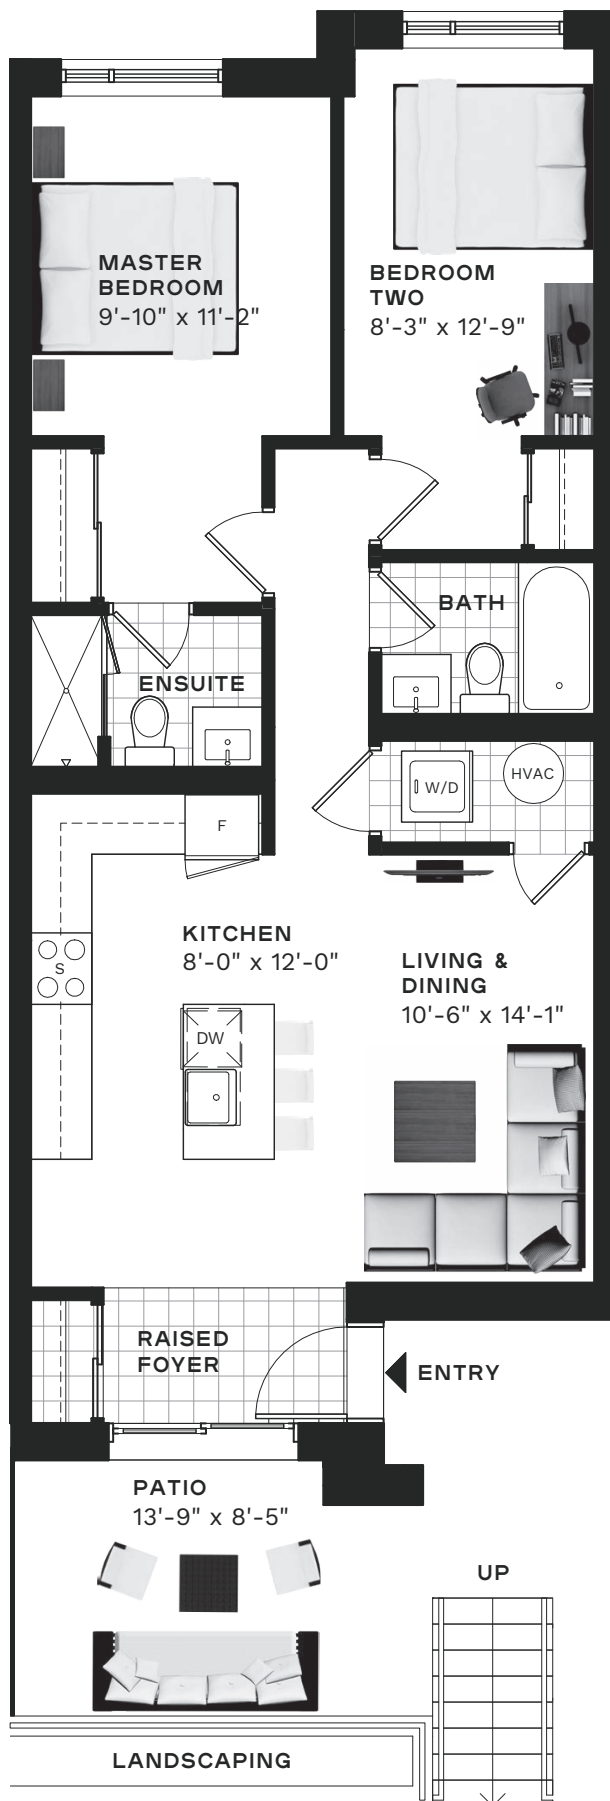 MASTER
BEDROOM
9'-10" x 11'-2"
BEDROOM
TWO
8'-3" x 12'-9"
BATH
ENSUITE
W/D
HVAC
F
KITCHEN
8'-0" x 12'-0"
LIVING &
DINING
10'-6" x 14'-1"
S
DW
RAISED
FOYER
ENTRY
PATIO
13'-9" x 8'-5"
UP
LANDSCAPING